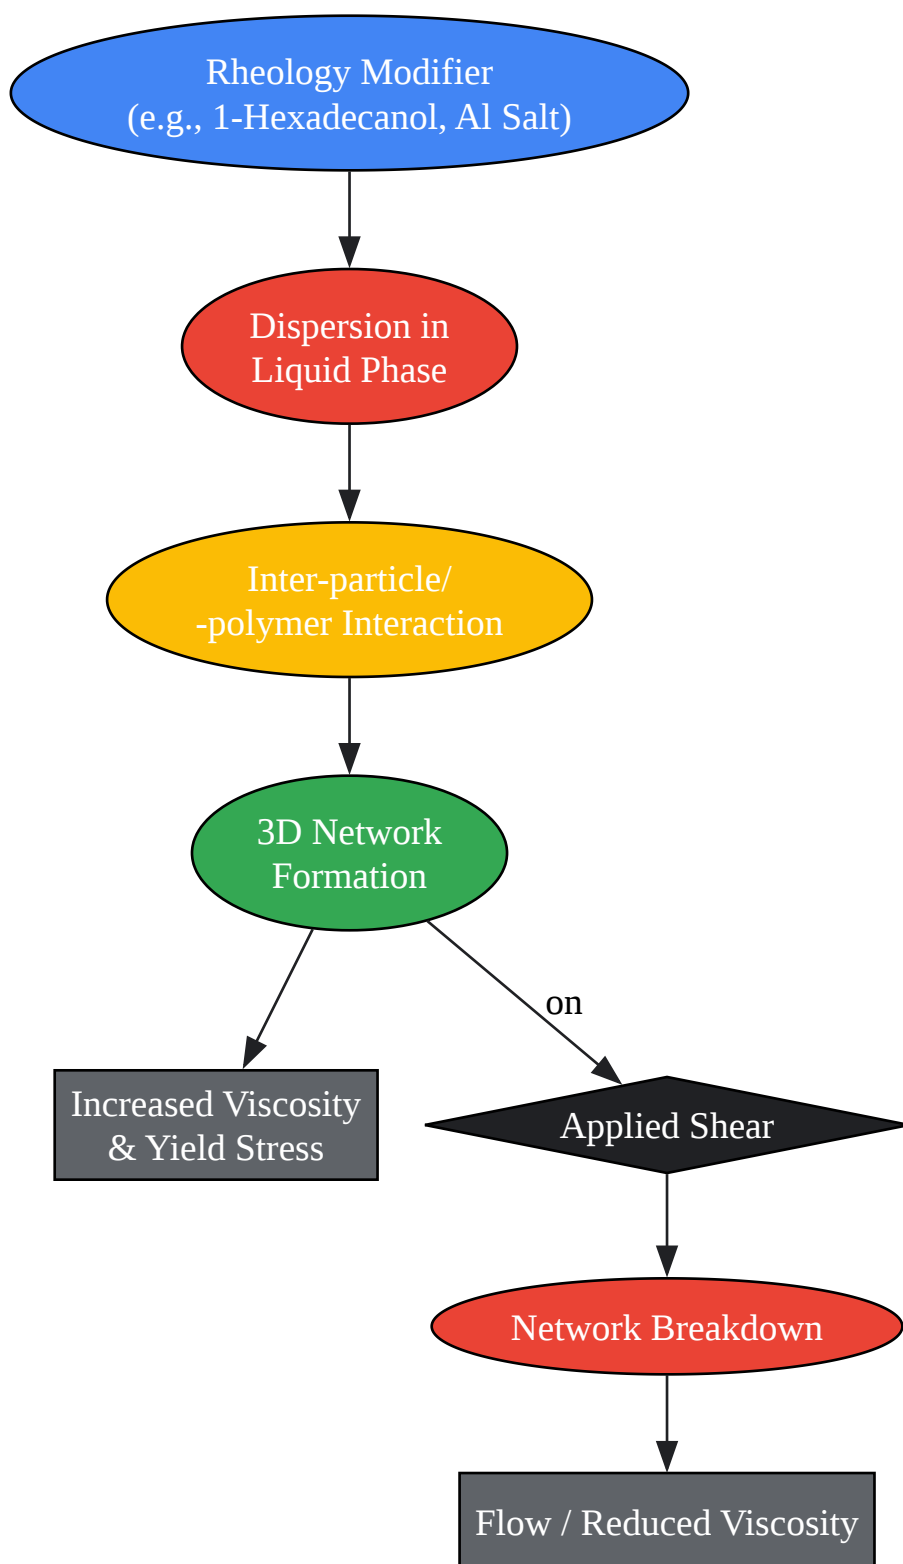 Rheology Modifier
(e.g., 1-Hexadecanol, Al Salt)
Dispersion in
Liquid Phase
Inter-particle/
-polymer Interaction
3D Network
Formation
on
Increased Viscosity
& Yield Stress
Applied Shear
Network Breakdown
Flow / Reduced Viscosity